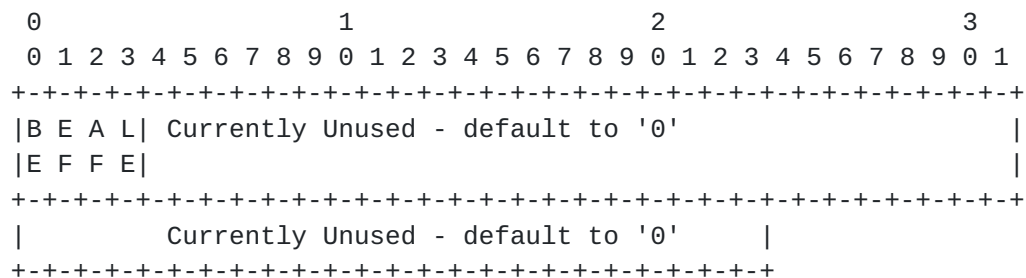 0                   1                   2                   3
 0 1 2 3 4 5 6 7 8 9 0 1 2 3 4 5 6 7 8 9 0 1 2 3 4 5 6 7 8 9 0 1
+-+-+-+-+-+-+-+-+-+-+-+-+-+-+-+-+-+-+-+-+-+-+-+-+-+-+-+-+-+-+-+-+
|B E A L| Currently Unused - default to '0'                     |
|E F F E|                                                       |
+-+-+-+-+-+-+-+-+-+-+-+-+-+-+-+-+-+-+-+-+-+-+-+-+-+-+-+-+-+-+-+-+
|         Currently Unused - default to '0'     |
+-+-+-+-+-+-+-+-+-+-+-+-+-+-+-+-+-+-+-+-+-+-+-+-+